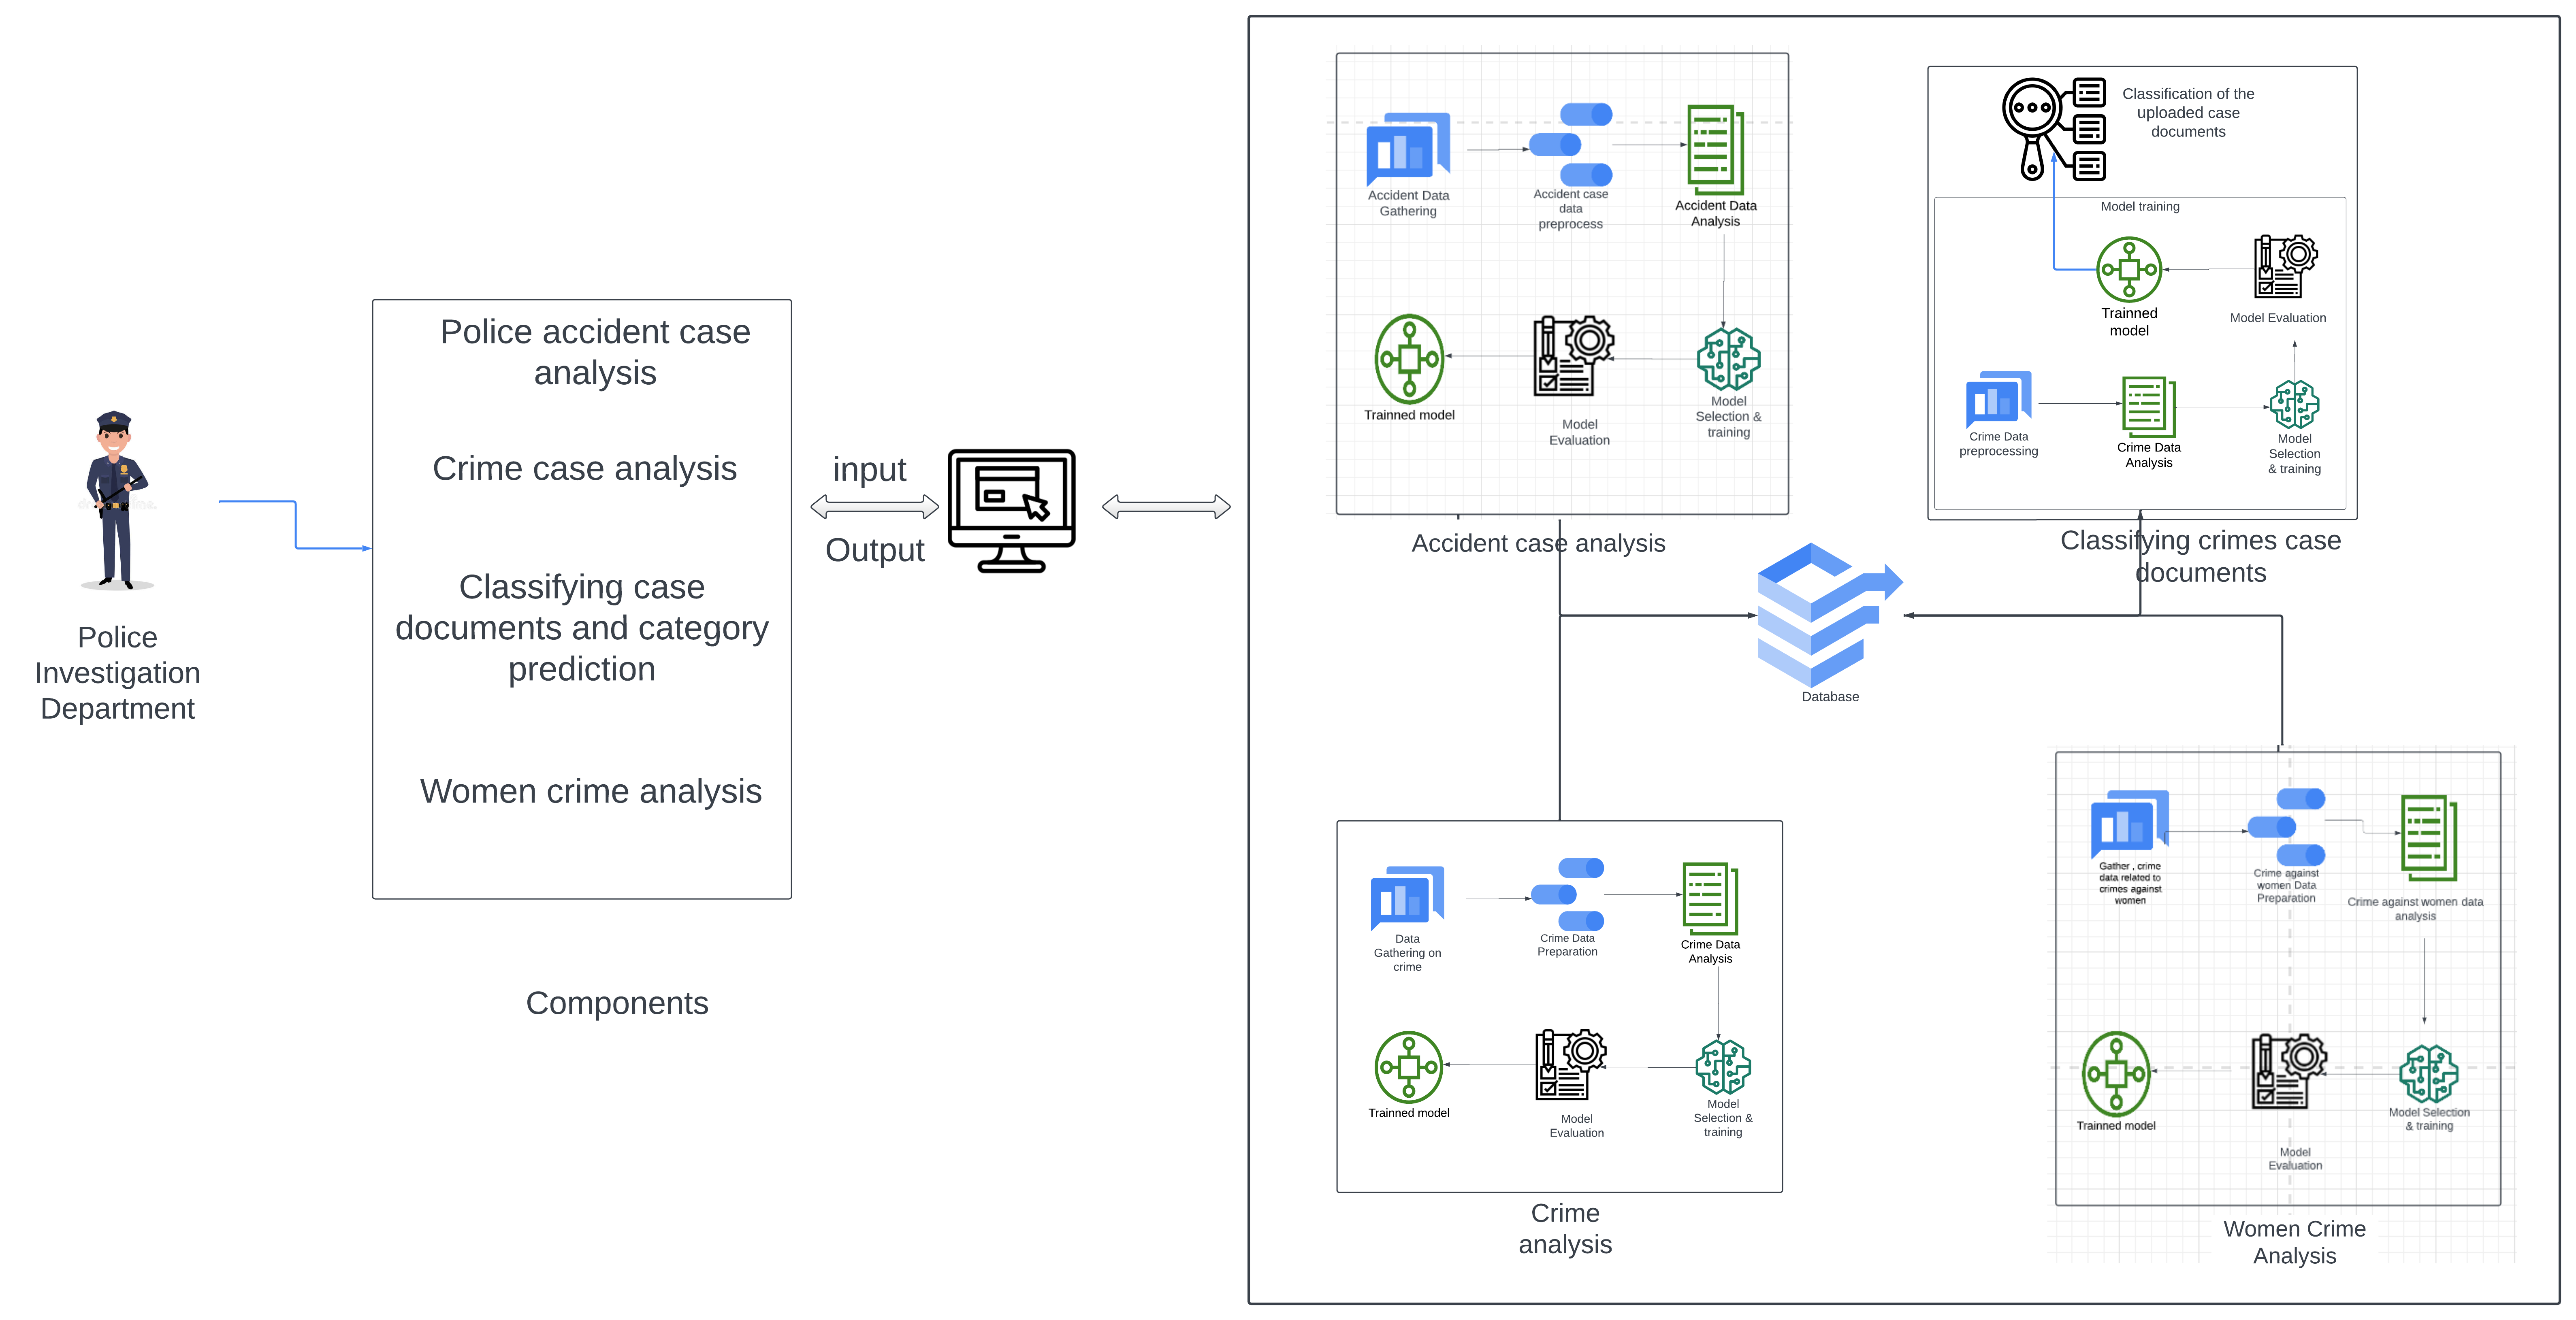 Police
Investigation
Department
Police accident case
analysis
Crime case analysis
Classifying case
documents and category
prediction
Women crime analysis
Components
input
Output
Accident Data
Gathering
Accident case
data
preprocess
Accident Data
Analysis
Trainned model
Model
Evaluation
Model
Selection &
training
Accident case analysis
Classification of the
uploaded case
documents
Model training
Trainned
model
Model Evaluation
Crime Data
preprocessing
Crime Data
Analysis
Model
Selection
& training
Classifying crimes case
documents
Database
Data
Gathering on
crime
Crime Data
Preparation
Crime Data
Analysis
Trainned model
Model
Evaluation
Model
Selection &
training
Crime
analysis
Gather , crime
data related to
crimes against
women
Crime against
women Data
Preparation
Crime against women data
analysis
Trainned model
Model
Evaluation
Model Selection
& training
Women Crime
Analysis